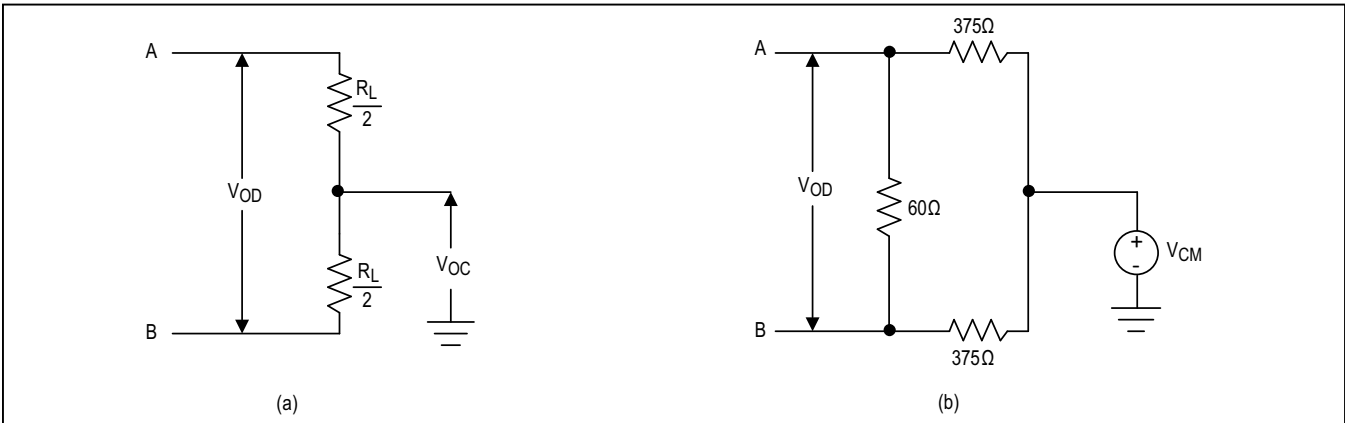 A
R_L
2
V_OD
R_L
2
V_OC
B
(a)
375Ω
A
V_OD
60Ω
+
-
V_CM
B
375Ω
(b)